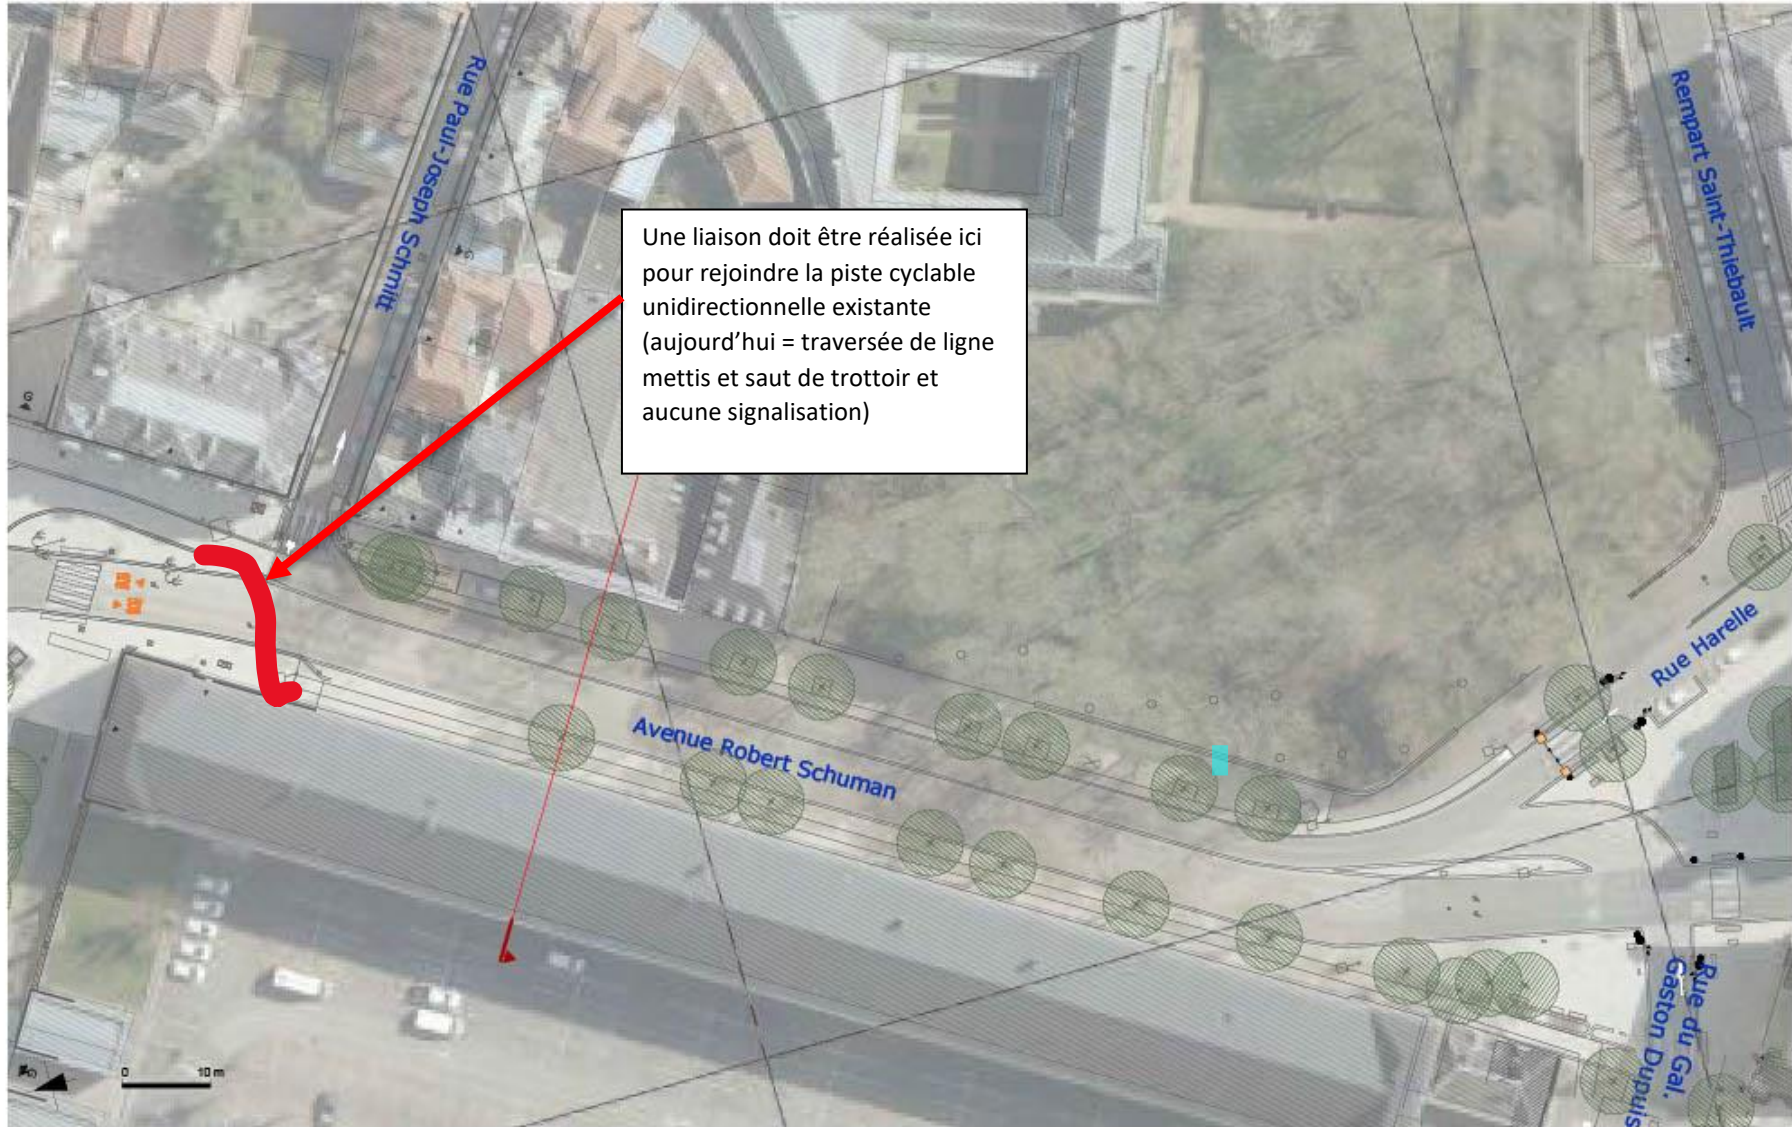 Rue Paul-Joseph Schmitt
Rempart Saint-Thiebault
Une liaison doit être réalisée ici
pour rejoindre la piste cyclable
unidirectionnelle existante
(aujourd’hui = traversée de ligne
mettis et saut de trottoir et
aucune signalisation)
Rue Harelle
Avenue Robert Schuman
Rue du Gal.
Gaston Dupuis
0 10 m